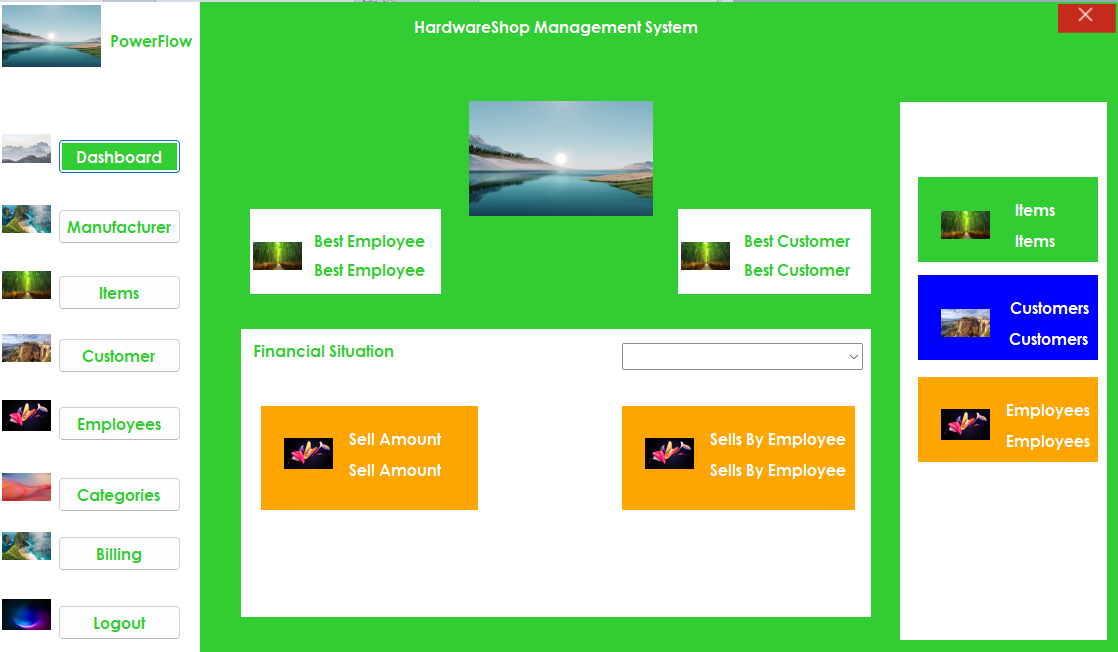 PowerFlow
HardwareShop Management System
Dashboard
Manufacturer
Items
Customer
Employees
Categories
Billing
Logout
Best Employee
Best Employee
Best Customer
Best Customer
Financial Situation
Sell Amount
Sell Amount
Sells By Employee
Sells By Employee
Items
Items
Customers
Customers
Employees
Employees